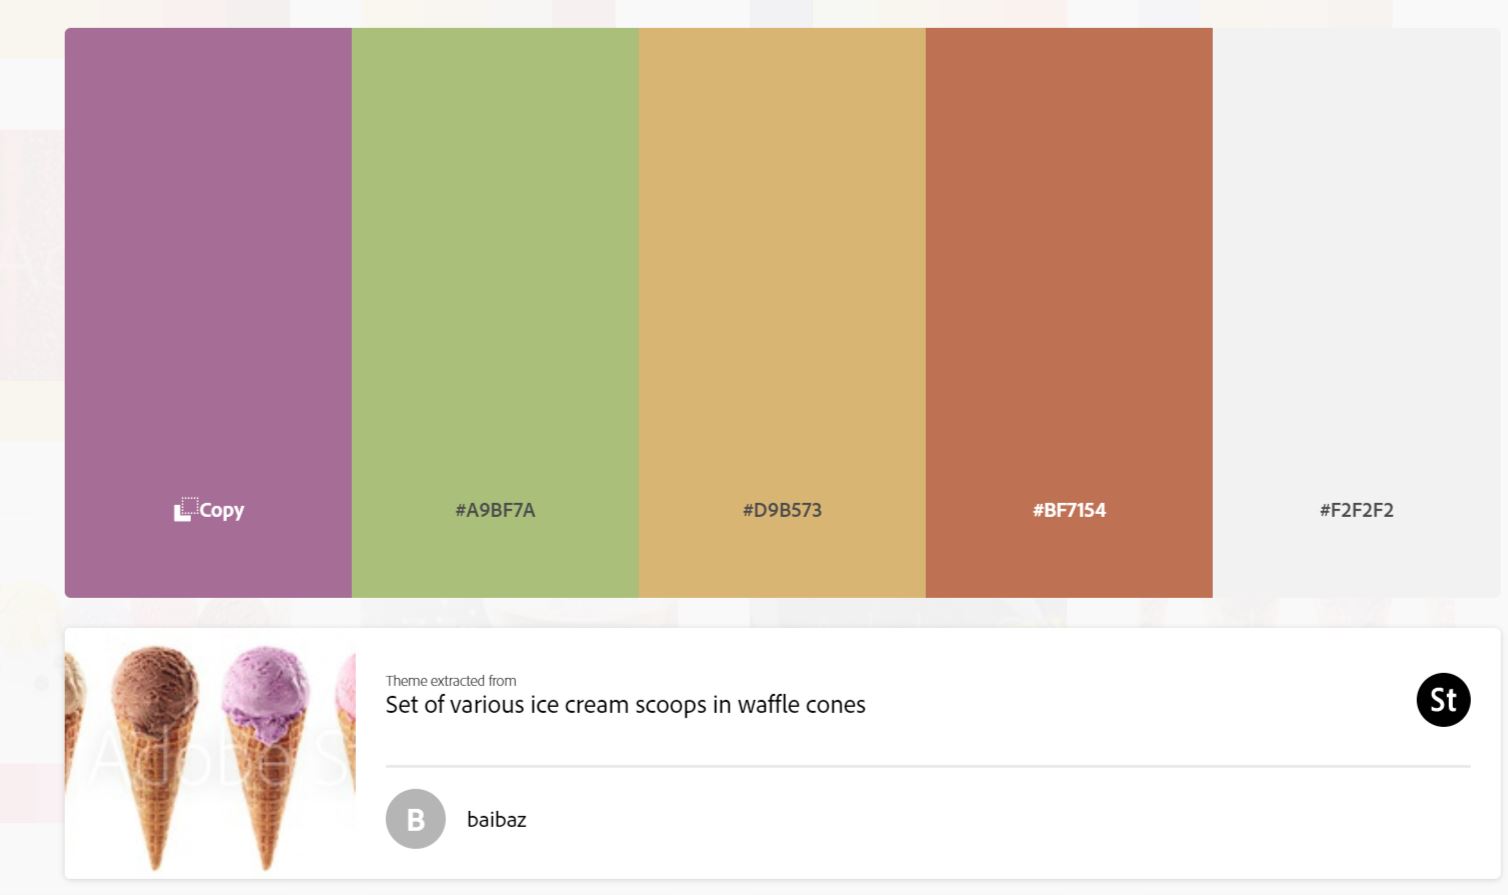 Copy
#A9BF7A
#D9B573
#BF7154
#F2F2F2
Theme extracted from
Set of various ice cream scoops in waffle cones
St
Adobe S
B
baibaz